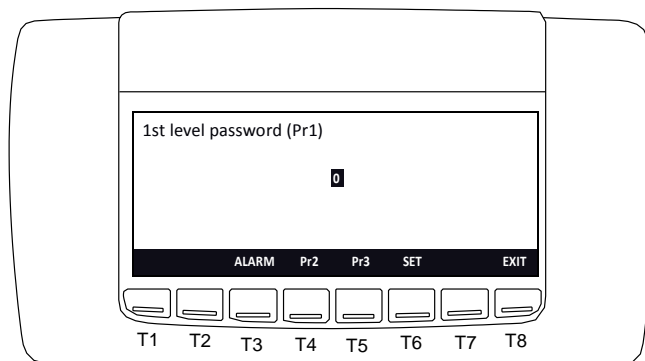 1st level password (Pr1)
0
ALARM Pr2 Pr3 SET EXIT
T1 T2 T3 T4 T5 T6 T7 T8